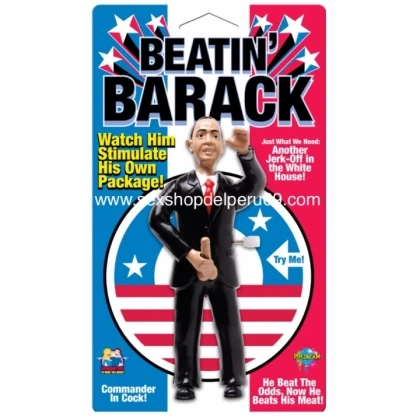 BEATIN'
BARACK
Watch Him
Stimulate
His Own
Package!
Just What We Need:
Another
Jerk-Off in
the White
House!
www.sexshopdelperu69.com
Try Me!
Commander
In Cock!
He Beat The
Odds, Now He
Beats His Meat!